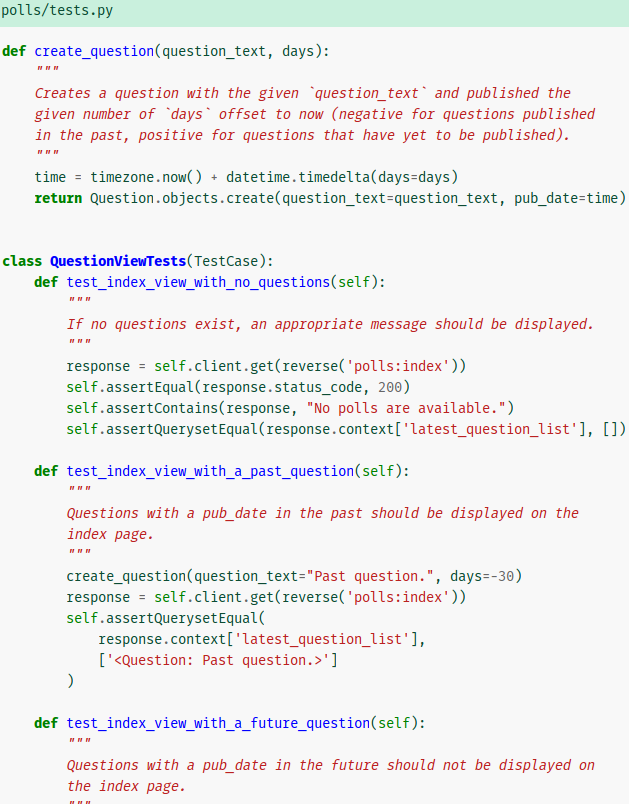 polls/tests.py
def create_question(question_text, days):
    """
    Creates a question with the given `question_text` and published the
    given number of `days` offset to now (negative for questions published
    in the past, positive for questions that have yet to be published).
    """
    time = timezone.now() + datetime.timedelta(days=days)
    return Question.objects.create(question_text=question_text, pub_date=time)
class QuestionViewTests(TestCase):
    def test_index_view_with_no_questions(self):
        """
        If no questions exist, an appropriate message should be displayed.
        """
        response = self.client.get(reverse('polls:index'))
        self.assertEqual(response.status_code, 200)
        self.assertContains(response, "No polls are available.")
        self.assertQuerysetEqual(response.context['latest_question_list'], [])
    def test_index_view_with_a_past_question(self):
        """
        Questions with a pub_date in the past should be displayed on the
        index page.
        """
        create_question(question_text="Past question.", days=-30)
        response = self.client.get(reverse('polls:index'))
        self.assertQuerysetEqual(
            response.context['latest_question_list'],
            ['<Question: Past question.>']
        )
    def test_index_view_with_a_future_question(self):
        """
        Questions with a pub_date in the future should not be displayed on
        the index page.
        """